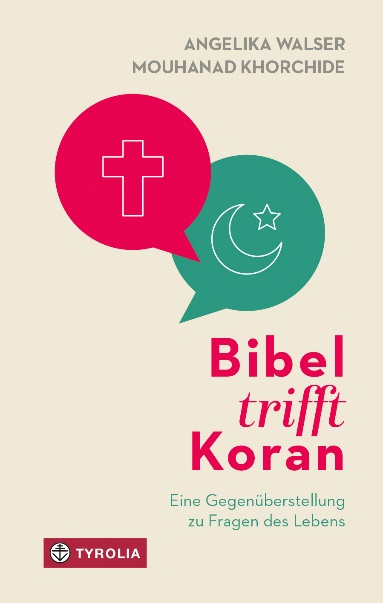 ANGELIKA WALSER
MOUHANAD KHORCHIDE
Bibel
trifft
Koran
Eine Gegenüberstellung
zu Fragen des Lebens
TYROLIA